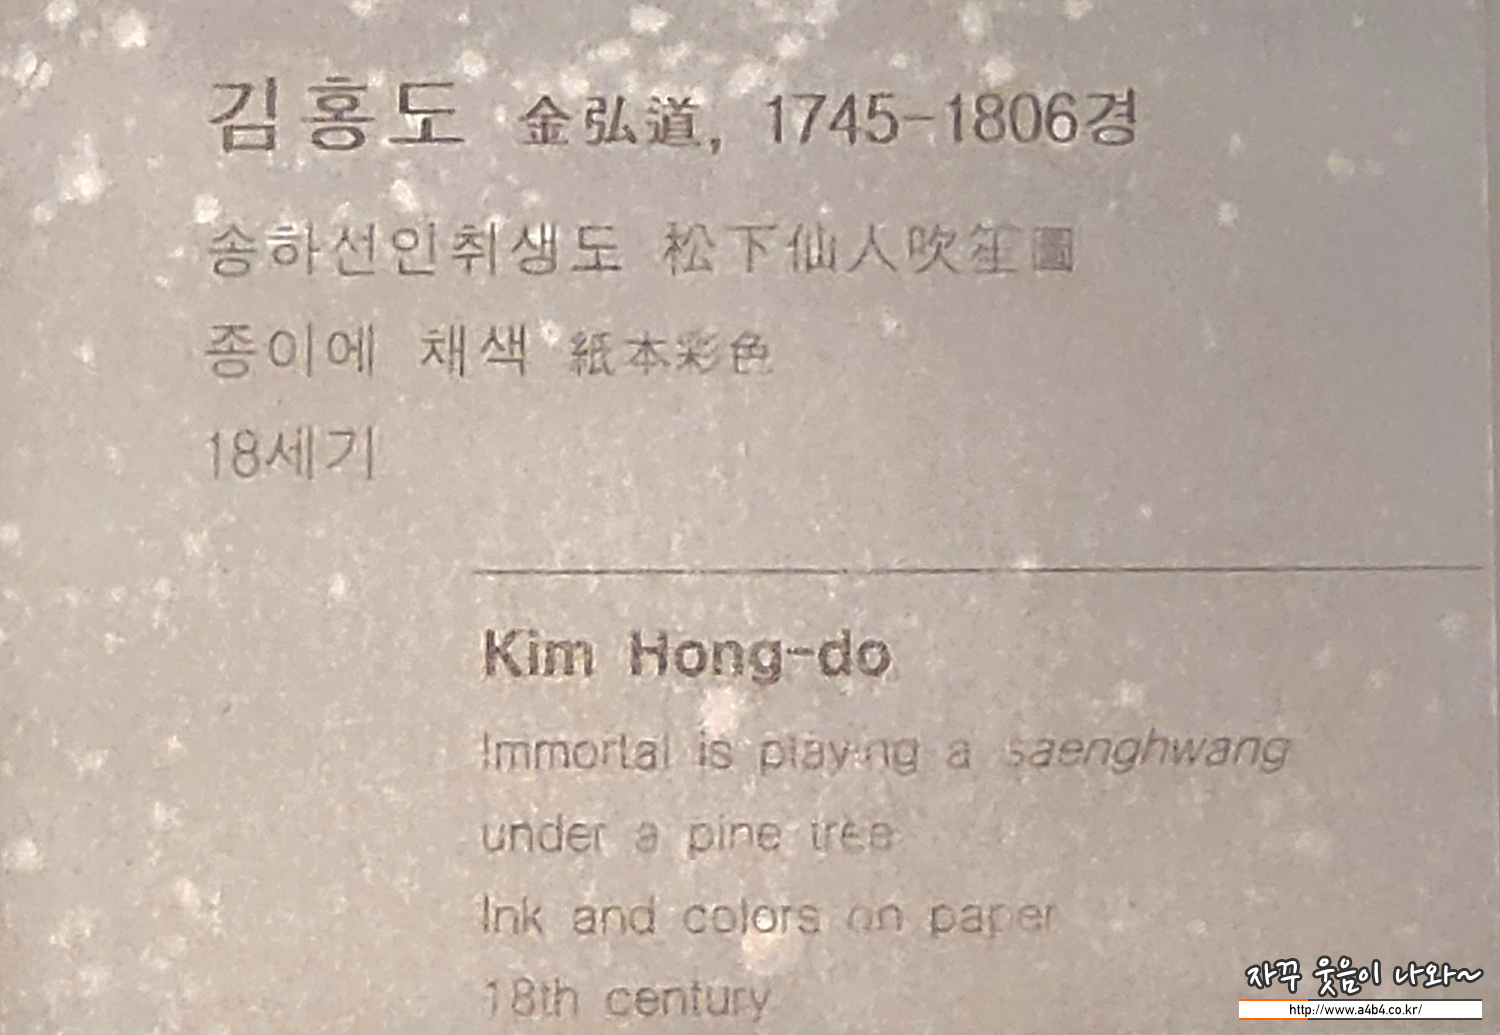 김홍도 金弘道, 1745-1806경
송하선인취생도 松下仙人吹笙圖
종이에 채색 紙本彩色
18세기
Kim Hong-do
Immortal is playing a saenghwang
under a pine tree
Ink and colors on paper
18th century
자꾸 웃음이 나와~
http://www.a4b4.co.kr/